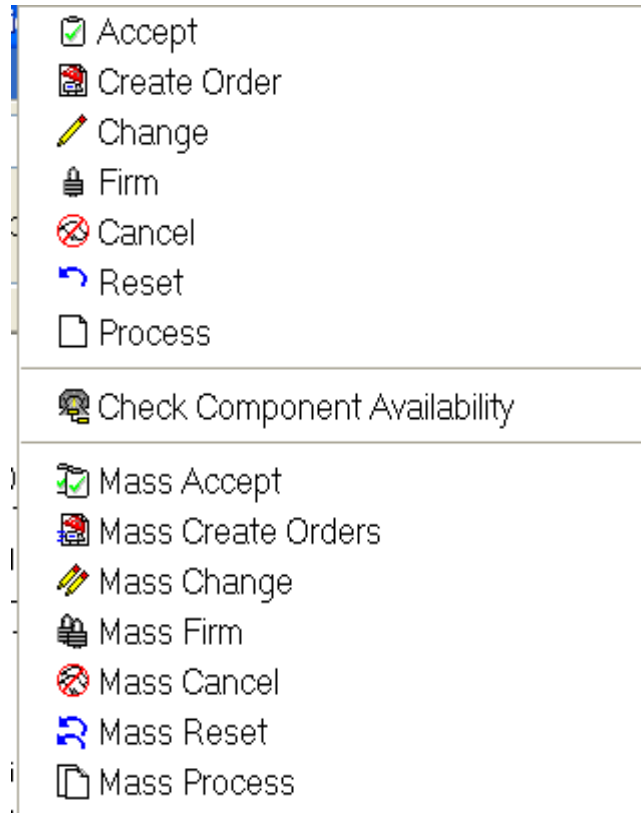 Accept
Create Order
Change
Firm
Cancel
Reset
Process
Check Component Availability
Mass Accept
Mass Create Orders
Mass Change
Mass Firm
Mass Cancel
Mass Reset
Mass Process